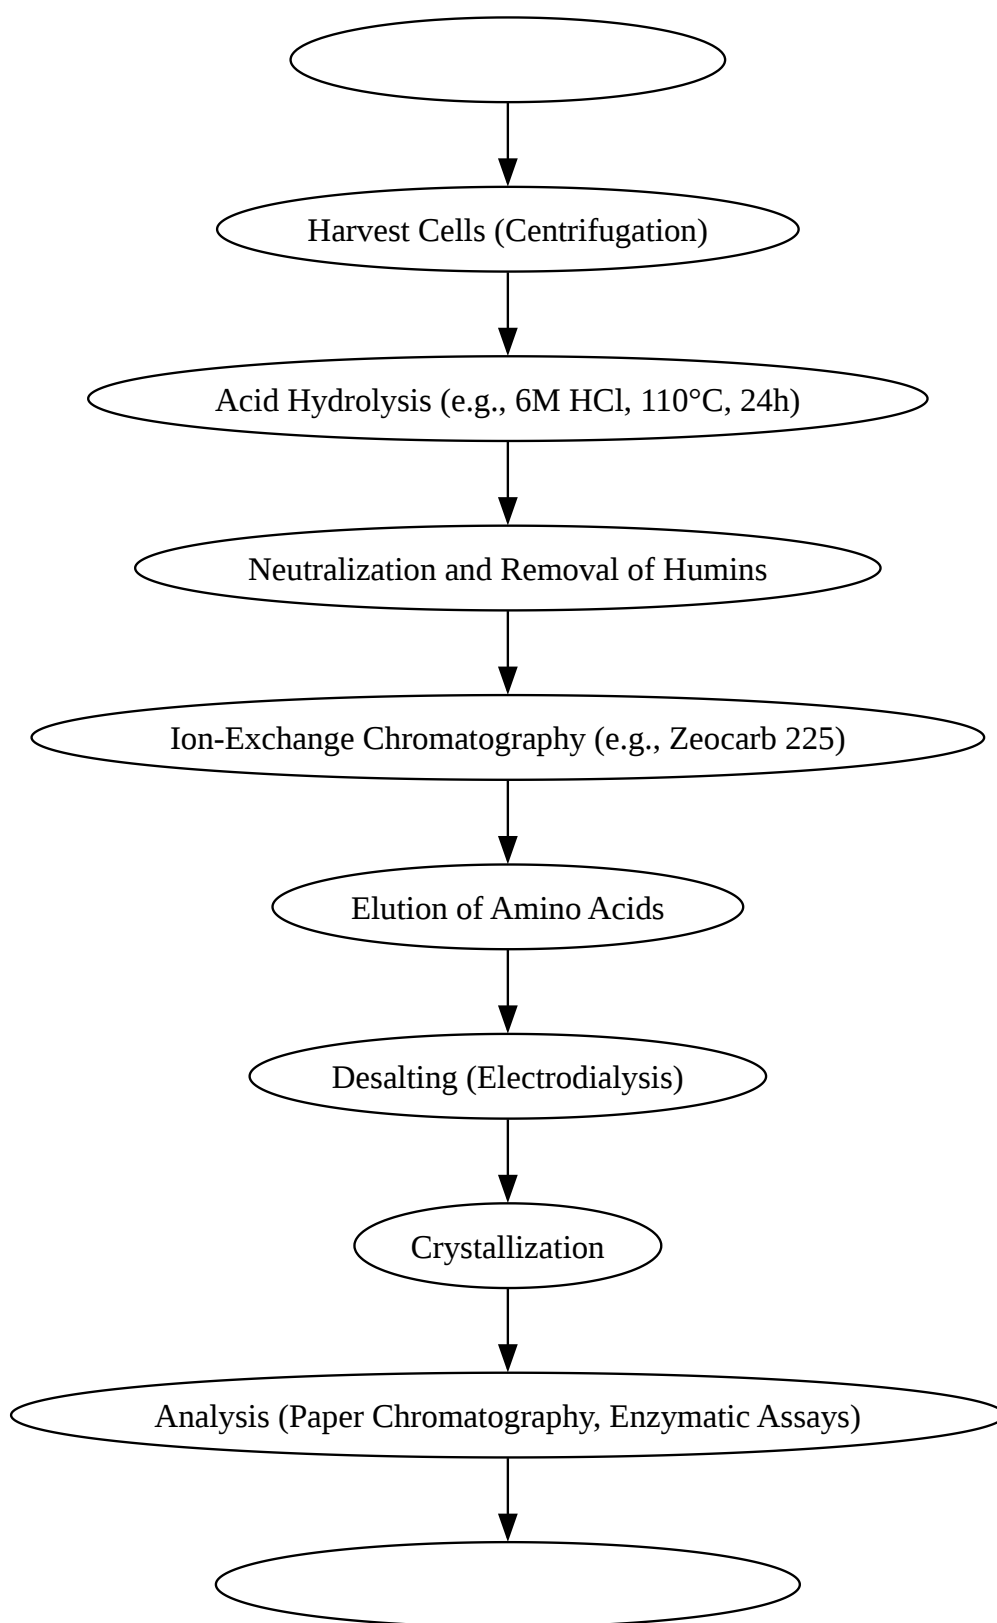 Harvest Cells (Centrifugation)
Acid Hydrolysis (e.g., 6M HCl, 110°C, 24h)
Neutralization and Removal of Humins
Ion-Exchange Chromatography (e.g., Zeocarb 225)
Elution of Amino Acids
Desalting (Electrodialysis)
Crystallization
Analysis (Paper Chromatography, Enzymatic Assays)